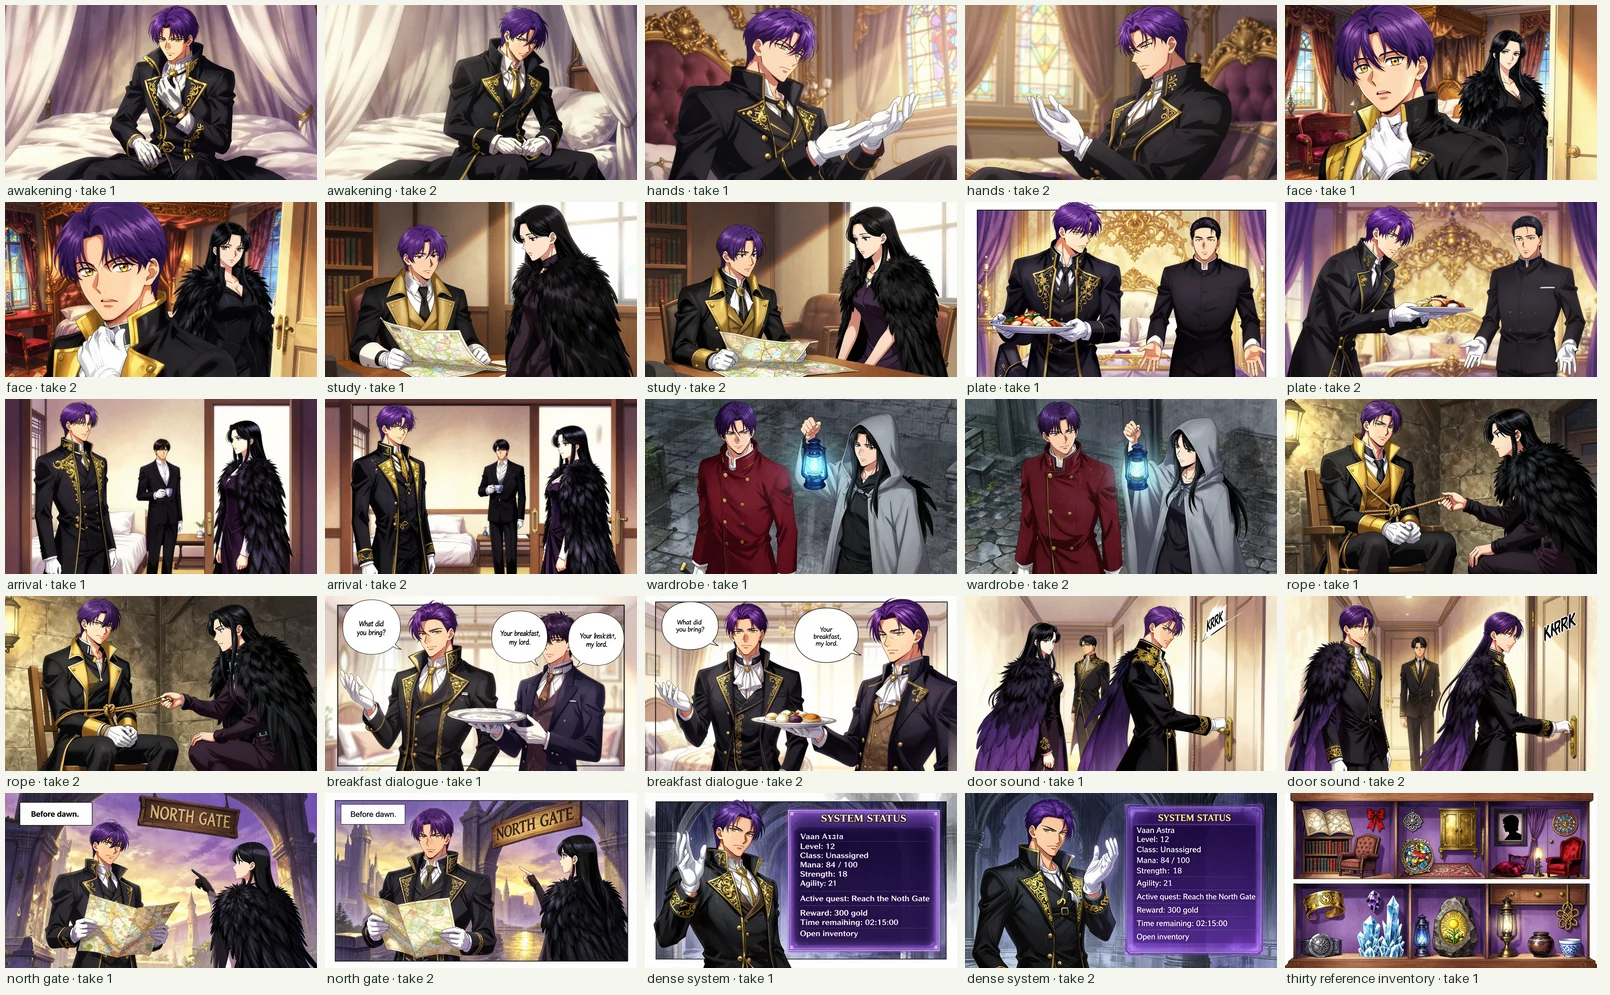 awakening · take 1
awakening · take 2
hands · take 1
hands · take 2
face · take 1
face · take 2
study · take 1
study · take 2
plate · take 1
plate · take 2
arrival · take 1
arrival · take 2
wardrobe · take 1
wardrobe · take 2
rope · take 1
What did
you bring?
Your breakfast,
my lord.
my lord.
What did
you bring?
Your
breakfast,
my lord.
KRRK
rope · take 2
breakfast dialogue · take 1
breakfast dialogue · take 2
door sound · take 1
door sound · take 2
Before dawn.
NORTH GATE
Before dawn.
NORTH GATE
SYSTEM STATUS
Vaan
Level: 12
Class: Unassigred
Mana: 84 / 100
Strength: 18
Agility: 21
Active quest: Reach the Noth Gate
Reward: 300 gold
Time remaihing: 02:15:00
Open inventory
SYSTEM STATUS
Vaan Astra
Level: 12
Class: Unassigred
Mana: 84 / 100
Strength: 18
Agility: 21
Active quest: Reach the North Gate
Reward: 300 gold
Time remaining: 02:15:00
Open inventory
north gate · take 1
north gate · take 2
dense system · take 1
dense system · take 2
thirty reference inventory · take 1